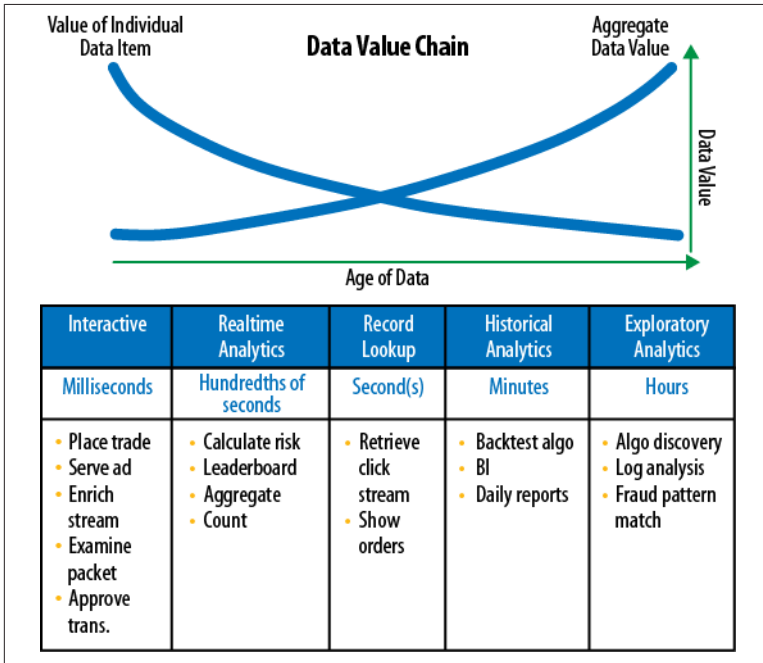 Value of Individual
Data Item
Data Value Chain
Aggregate
Data Value
Data Value
Age of Data
Interactive
Realtime
Analytics
Record
Lookup
Historical
Analytics
Exploratory
Analytics
Milliseconds
Hundredths of
seconds
Second(s)
Minutes
Hours
• Place trade
• Serve ad
• Enrich
stream
• Examine
packet
• Approve
trans.
• Calculate risk
• Leaderboard
• Aggregate
• Count
• Retrieve
click
stream
• Show
orders
• Backtest algo
• BI
• Daily reports
• Algo discovery
• Log analysis
• Fraud pattern
match